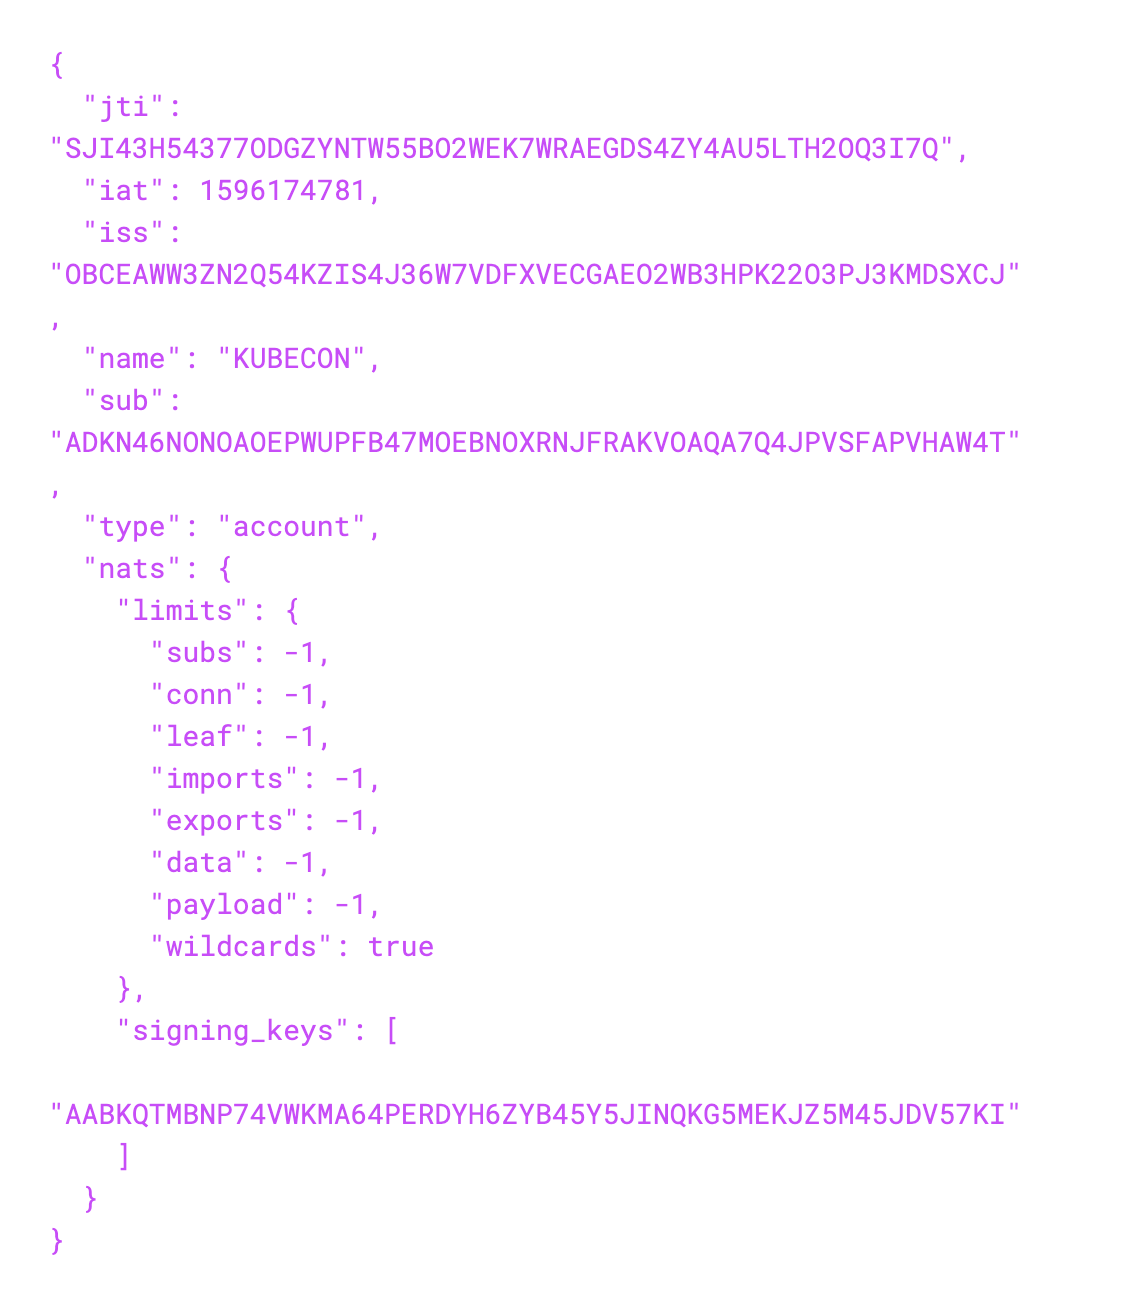 {
  "jti":
"SJI43H54377ODGZYNTW55BO2WEK7WRAEGDS4ZY4AU5LTH2OQ3I7Q",
  "iat": 1596174781,
  "iss":
"OBCEAWW3ZN2Q54KZIS4J36W7VDFXVECGAEO2WB3HPK22O3PJ3KMDSXCJ"
,
  "name": "KUBECON",
  "sub":
"ADKN46NONOAOEPWUPFB47MOEBNOXRNJFRAKVOAQA7Q4JPVSFAPVHAW4T"
,
  "type": "account",
  "nats": {
    "limits": {
      "subs": -1,
      "conn": -1,
      "leaf": -1,
      "imports": -1,
      "exports": -1,
      "data": -1,
      "payload": -1,
      "wildcards": true
    },
    "signing_keys": [

"AABKQTMBNP74VWKMA64PERDYH6ZYB45Y5JINQKG5MEKJZ5M45JDV57KI"
    ]
  }
}